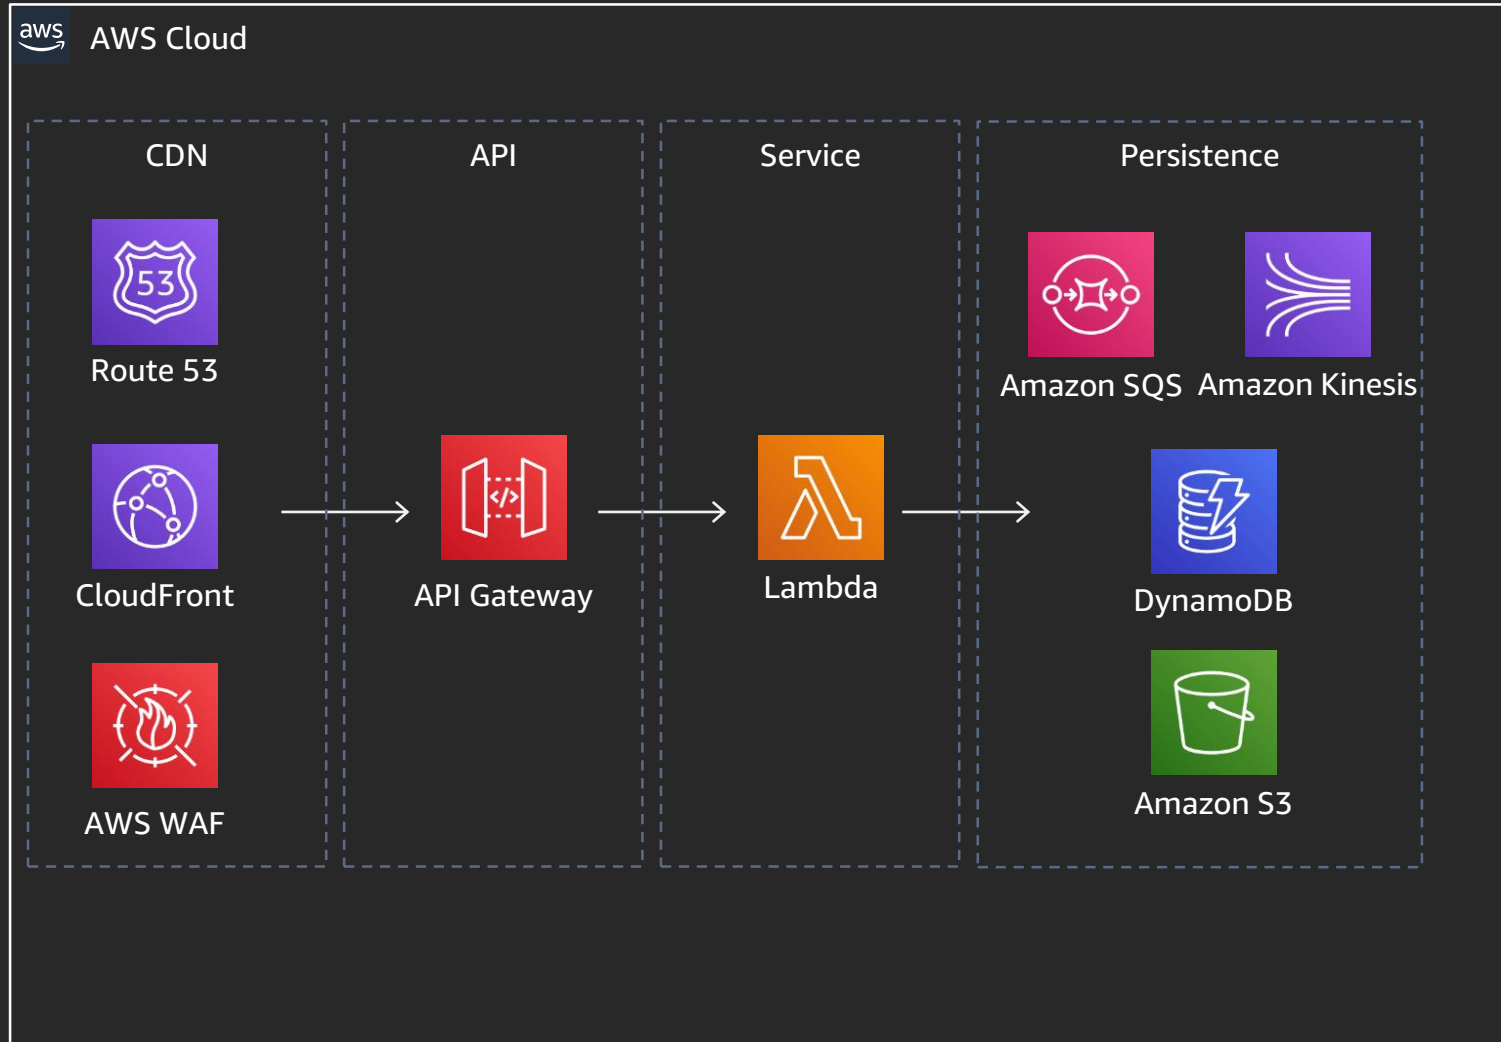 aws
AWS Cloud
CDN
API
Service
Persistence
53
Route 53
Amazon SQS
Amazon Kinesis
CloudFront
</>
API Gateway
Lambda
DynamoDB
AWS WAF
Amazon S3